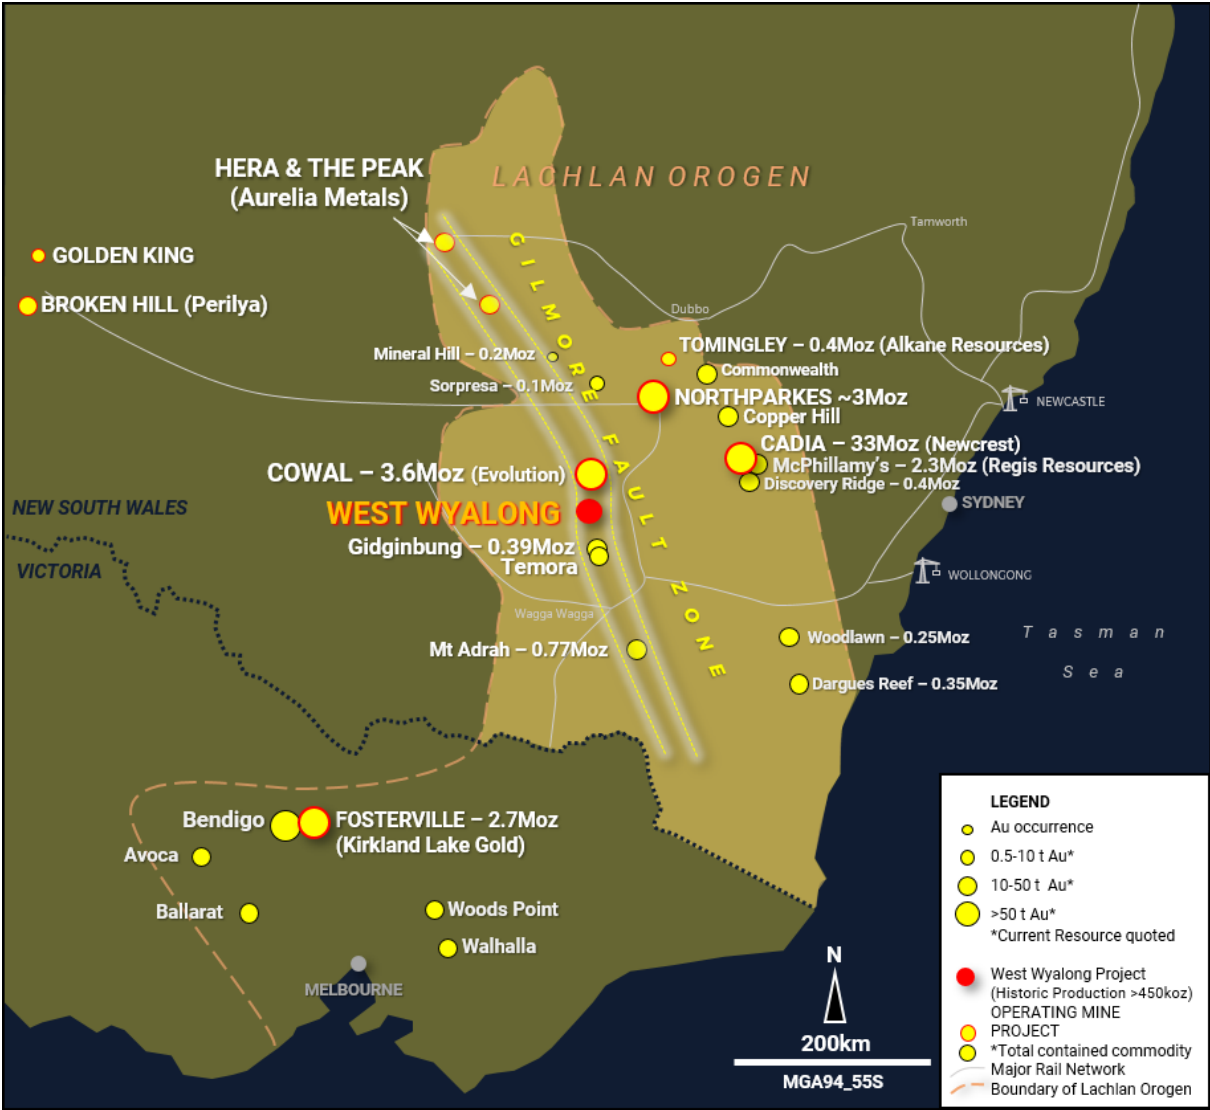 LACHLAN OROGEN
HERA & THE PEAK
(Aurelia Metals)
GILMORE FAULT ZONE
Tamworth
GOLDEN KING
BROKEN HILL (Perilya)
Dubbo
TOMINGLEY – 0.4Moz (Alkane Resources)
Mineral Hill – 0.2Moz
Commonwealth
Sorpresa – 0.1Moz
NORTHPARKES ~3Moz
NEWCASTLE
Copper Hill
CADIA – 33Moz (Newcrest)
McPhillamy's – 2.3Moz (Regis Resources)
Discovery Ridge – 0.4Moz
COWAL – 3.6Moz (Evolution)
SYDNEY
NEW SOUTH WALES
WEST WYALONG
VICTORIA
Gidginbung – 0.39Moz
Temora
WOLLONGONG
Wagga Wagga
Tasman
Sea
Woodlawn – 0.25Moz
Mt Adrah – 0.77Moz
Dargues Reef – 0.35Moz
Bendigo
FOSTERVILLE – 2.7Moz
(Kirkland Lake Gold)
Avoca
Ballarat
Woods Point
Walhalla
MELBOURNE
N
200km
MGA94_55S
LEGEND
Au occurrence
0.5-10 t Au*
10-50 t Au*
>50 t Au*
*Current Resource quoted
West Wyalong Project
(Historic Production >450koz)
OPERATING MINE
PROJECT
*Total contained commodity
Major Rail Network
Boundary of Lachlan Orogen